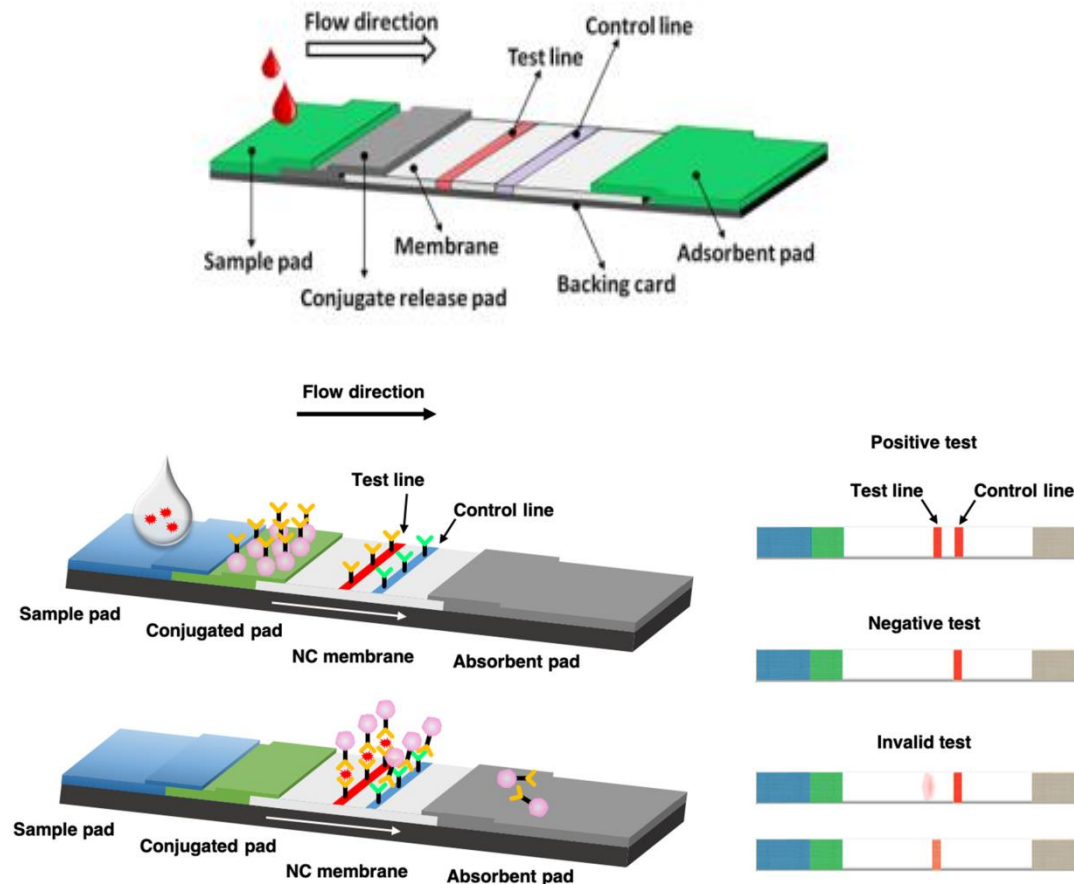 Flow direction
Control line
Test line
Sample pad
Conjugate release pad
Membrane
Backing card
Adsorbent pad
Flow direction
Test line
Control line
Sample pad
Conjugated pad
NC membrane
Absorbent pad
Positive test
Test line
Control line
Negative test
Invalid test
Sample pad
Conjugated pad
NC membrane
Absorbent pad